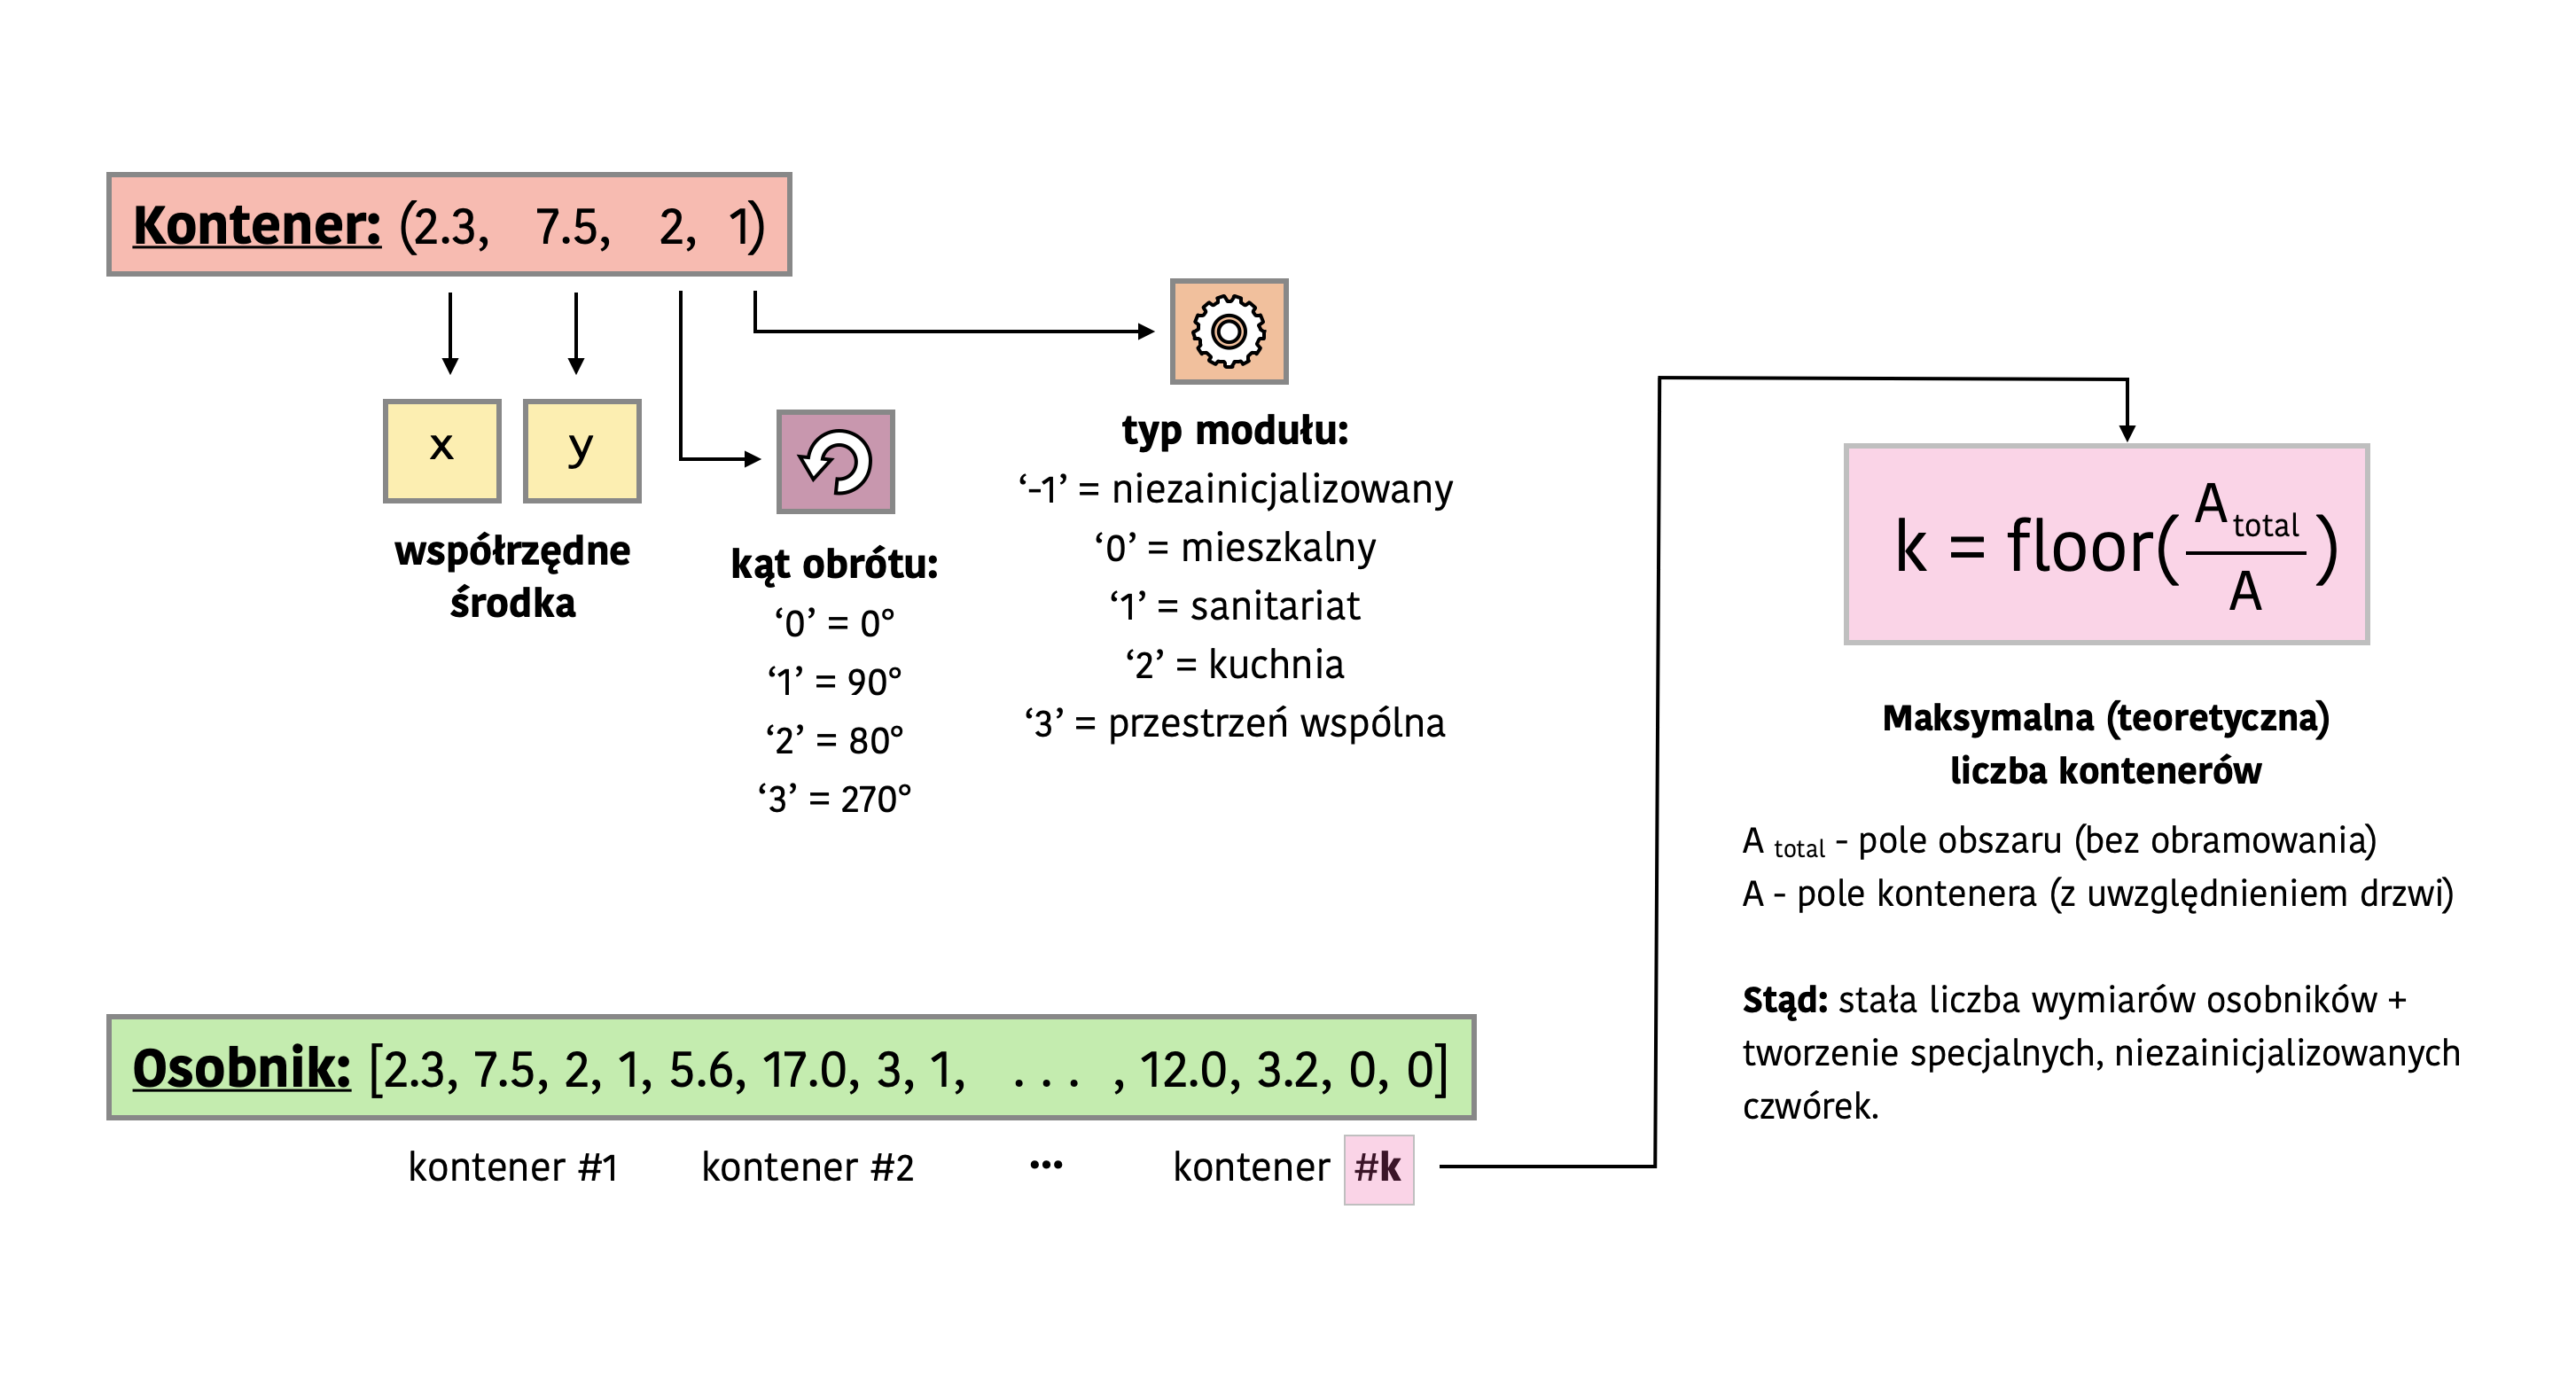 Kontener: (2.3, 7.5, 2, 1)
x
y
współrzędne
środka
kąt obrótu:
‘0’ = 0°
‘1’ = 90°
‘2’ = 80°
‘3’ = 270°
typ modułu:
‘-1’ = niezainicjalizowany
‘0’ = mieszkalny
‘1’ = sanitariat
‘2’ = kuchnia
‘3’ = przestrzeń wspólna
k = floor(A total / A)
Maksymalna (teoretyczna)
liczba kontenerów
A total - pole obszaru (bez obramowania)
A - pole kontenera (z uwzględnieniem drzwi)
Stąd: stała liczba wymiarów osobników +
tworzenie specjalnych, niezainicjalizowanych
czwórek.
Osobnik: [2.3, 7.5, 2, 1, 5.6, 17.0, 3, 1, . . . , 12.0, 3.2, 0, 0]
kontener #1 kontener #2 ... kontener #k